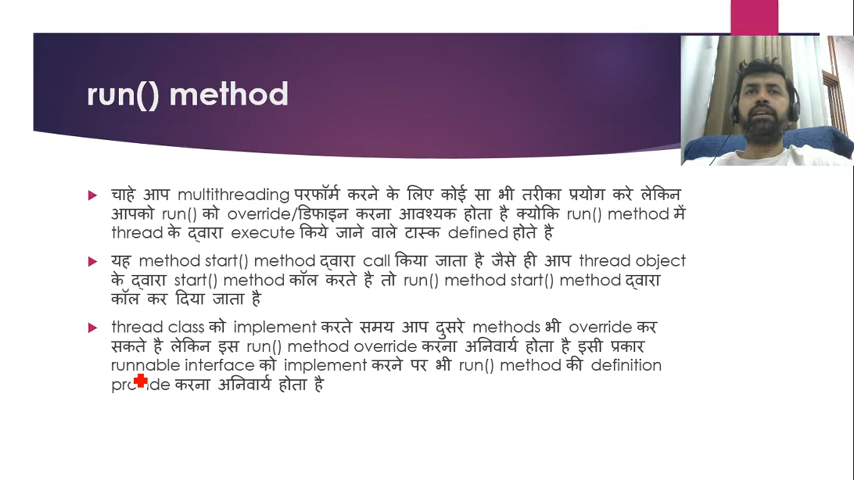 run() method
चाहे आप multithreading परफॉर्म करने के लिए कोई सा भी तरीका प्रयोग करे लेकिन
आपको run() को override/डिफाइन करना आवश्यक होता है क्योकि run() method में
thread के द्वारा execute किये जाने वाले टास्क defined होते है
यह method start() method द्वारा call किया जाता है जैसे ही आप thread object
के द्वारा start() method कॉल करते है तो run() method start() method द्वारा
कॉल कर दिया जाता है
thread class को implement करते समय आप दुसरे methods भी override कर
सकते है लेकिन इस run() method override करना अनिवार्य होता है इसी प्रकार
runnable interface को implement करने पर भी run() method की definition
provide करना अनिवार्य होता है